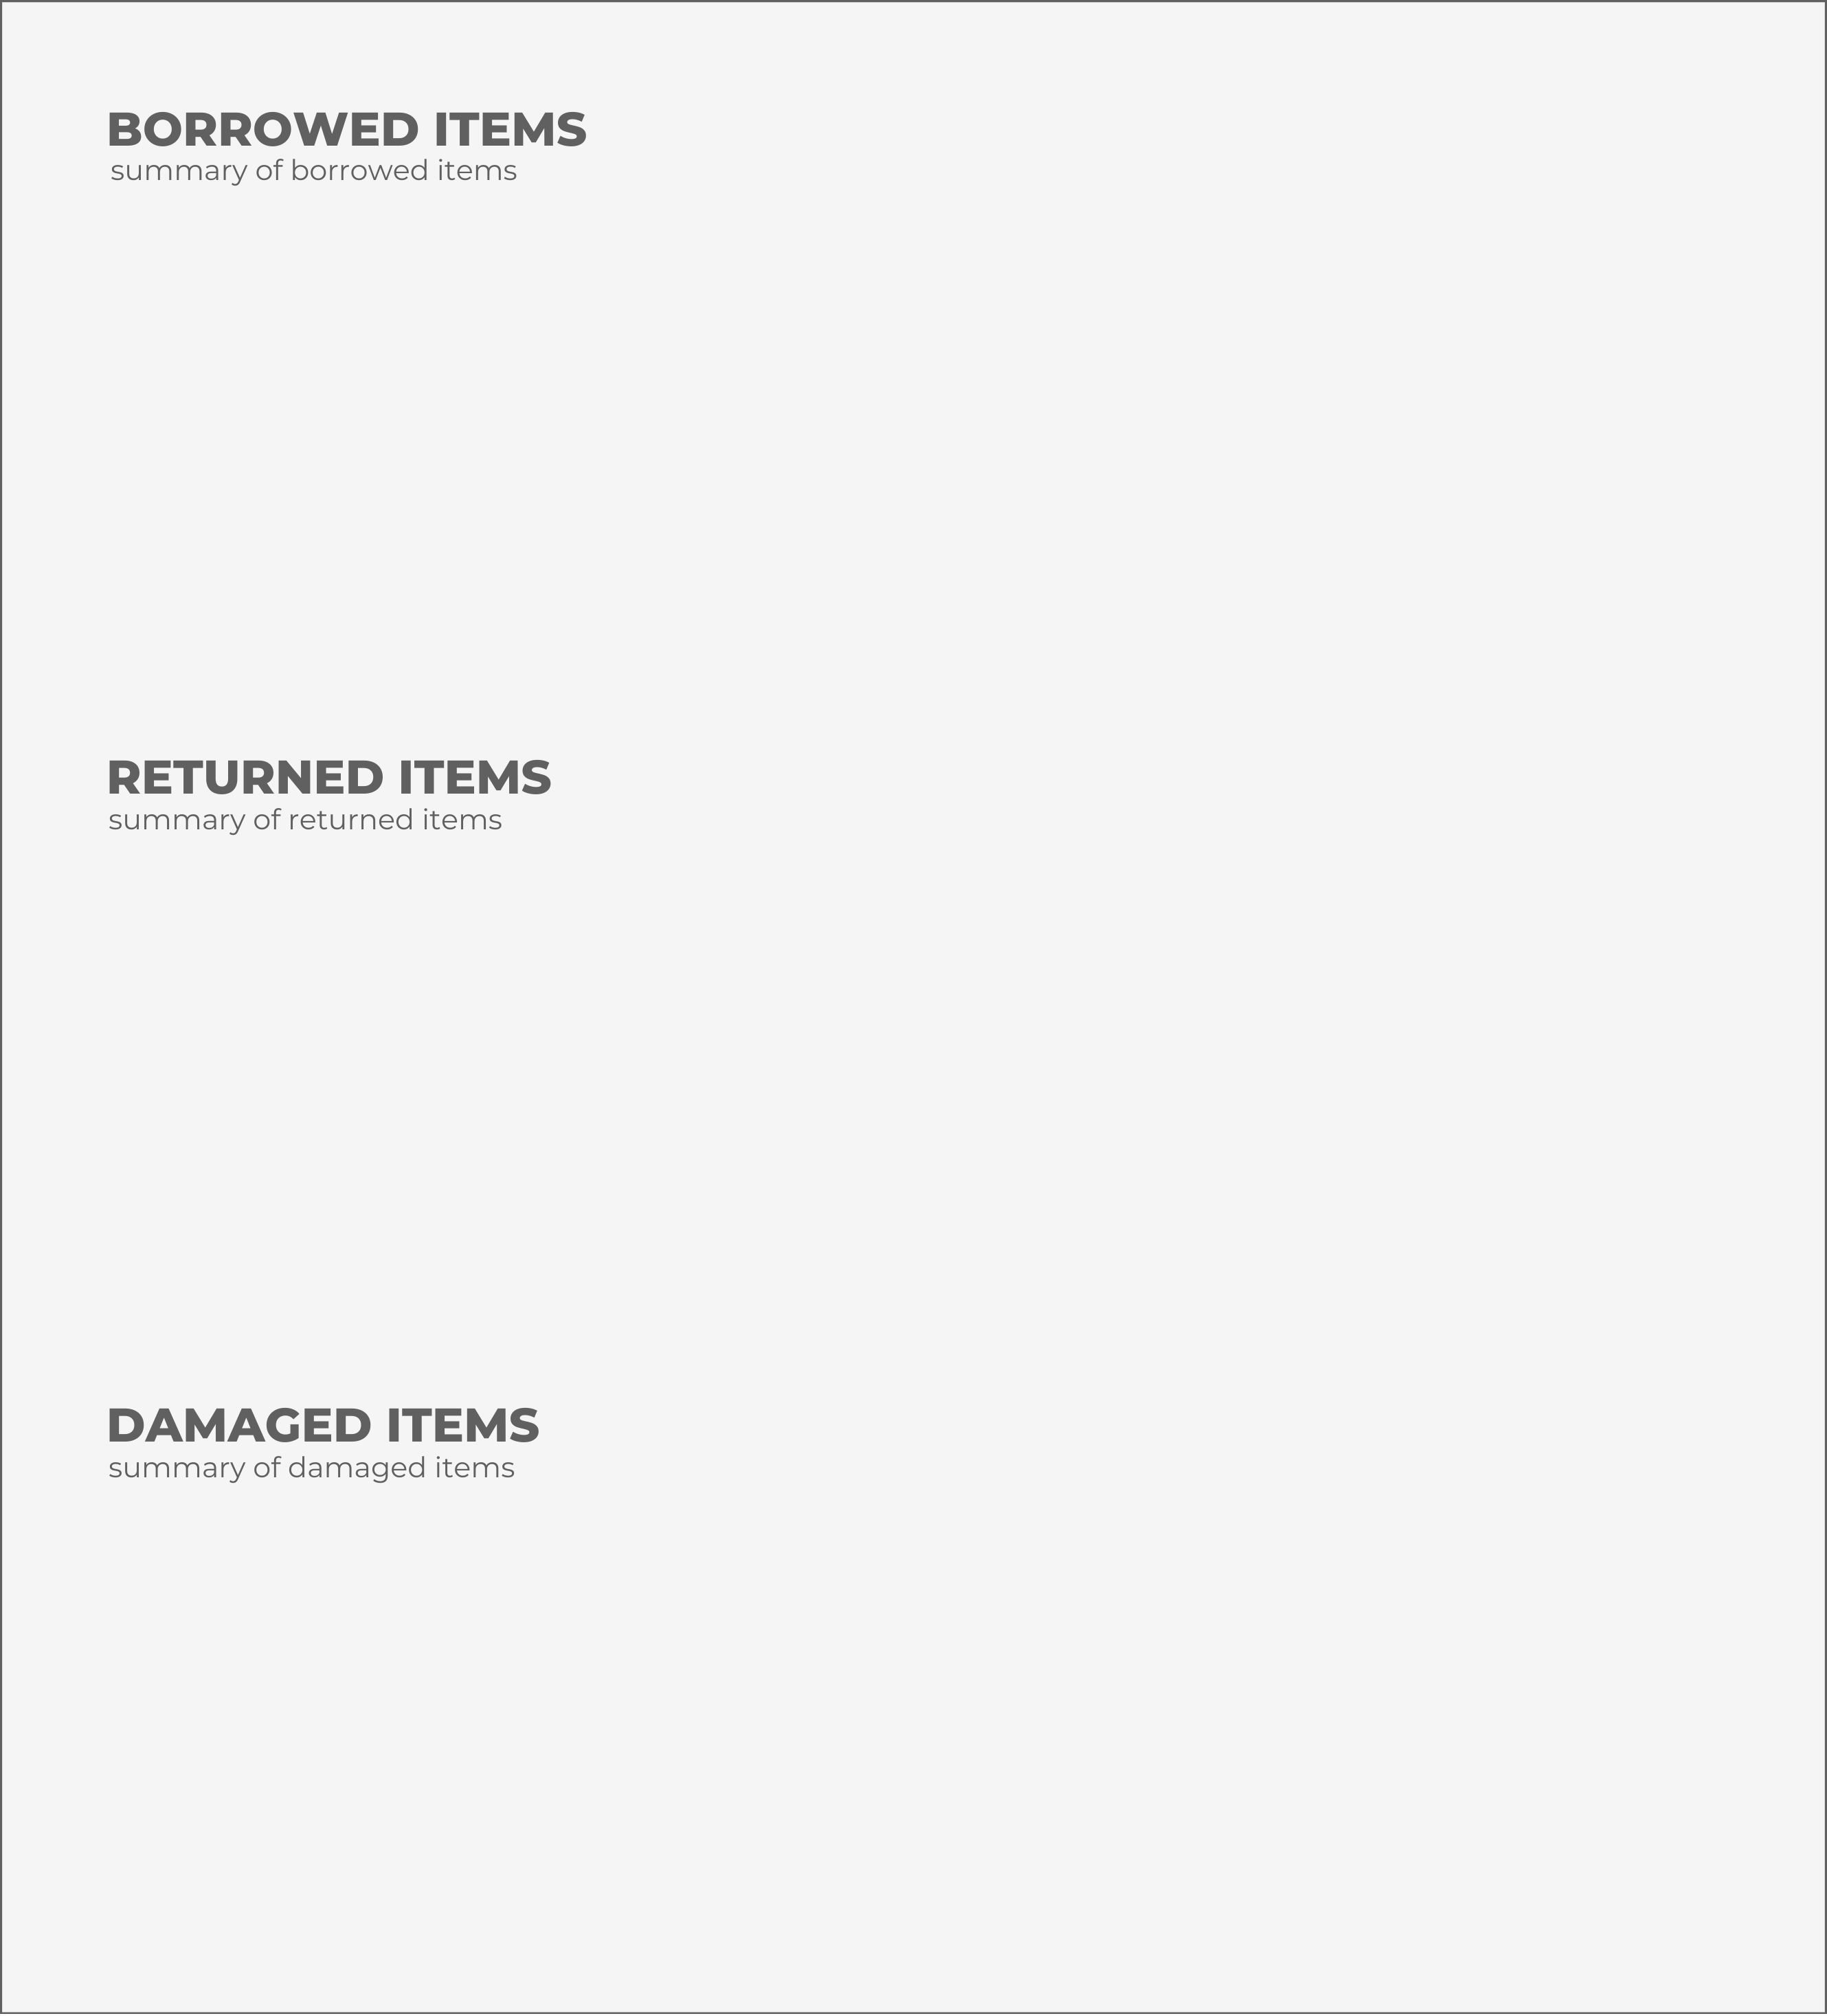 BORROWED ITEMS
summary of borrowed items
RETURNED ITEMS
summary of returned items
DAMAGED ITEMS
summary of damaged items